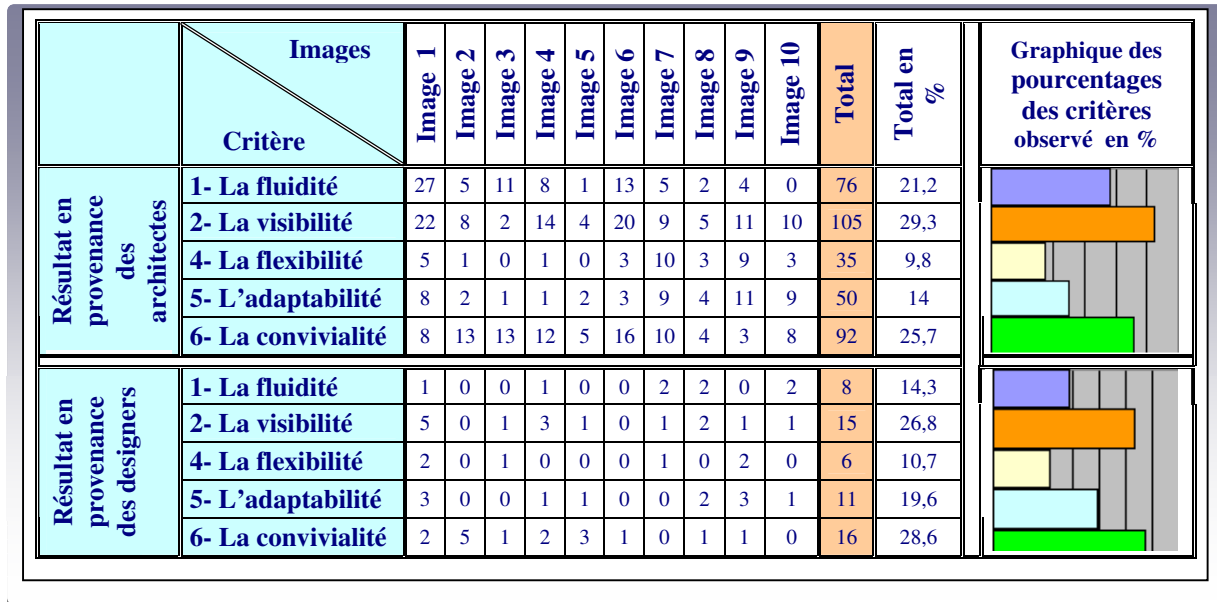 Images
Critère
Image 1
Image 2
Image 3
Image 4
Image 5
Image 6
Image 7
Image 8
Image 9
Image 10
Total
Total en
%
Graphique des
pourcentages
des critères
observé en %
Résultat en
provenance
des
architectes
1- La fluidité 27 5 11 8 1 13 5 2 4 0 76 21,2
2- La visibilité 22 8 2 14 4 20 9 5 11 10 105 29,3
4- La flexibilité 5 1 0 1 0 3 10 3 9 3 35 9,8
5- L'adaptabilité 8 2 1 1 2 3 9 4 11 9 50 14
6- La convivialité 8 13 13 12 5 16 10 4 3 8 92 25,7
Résultat en
provenance
des designers
1- La fluidité 1 0 0 1 0 0 2 2 0 2 8 14,3
2- La visibilité 5 0 1 3 1 0 1 2 1 1 15 26,8
4- La flexibilité 2 0 1 0 0 0 1 0 2 0 6 10,7
5- L'adaptabilité 3 0 0 1 1 0 0 2 3 1 11 19,6
6- La convivialité 2 5 1 2 3 1 0 1 1 0 16 28,6